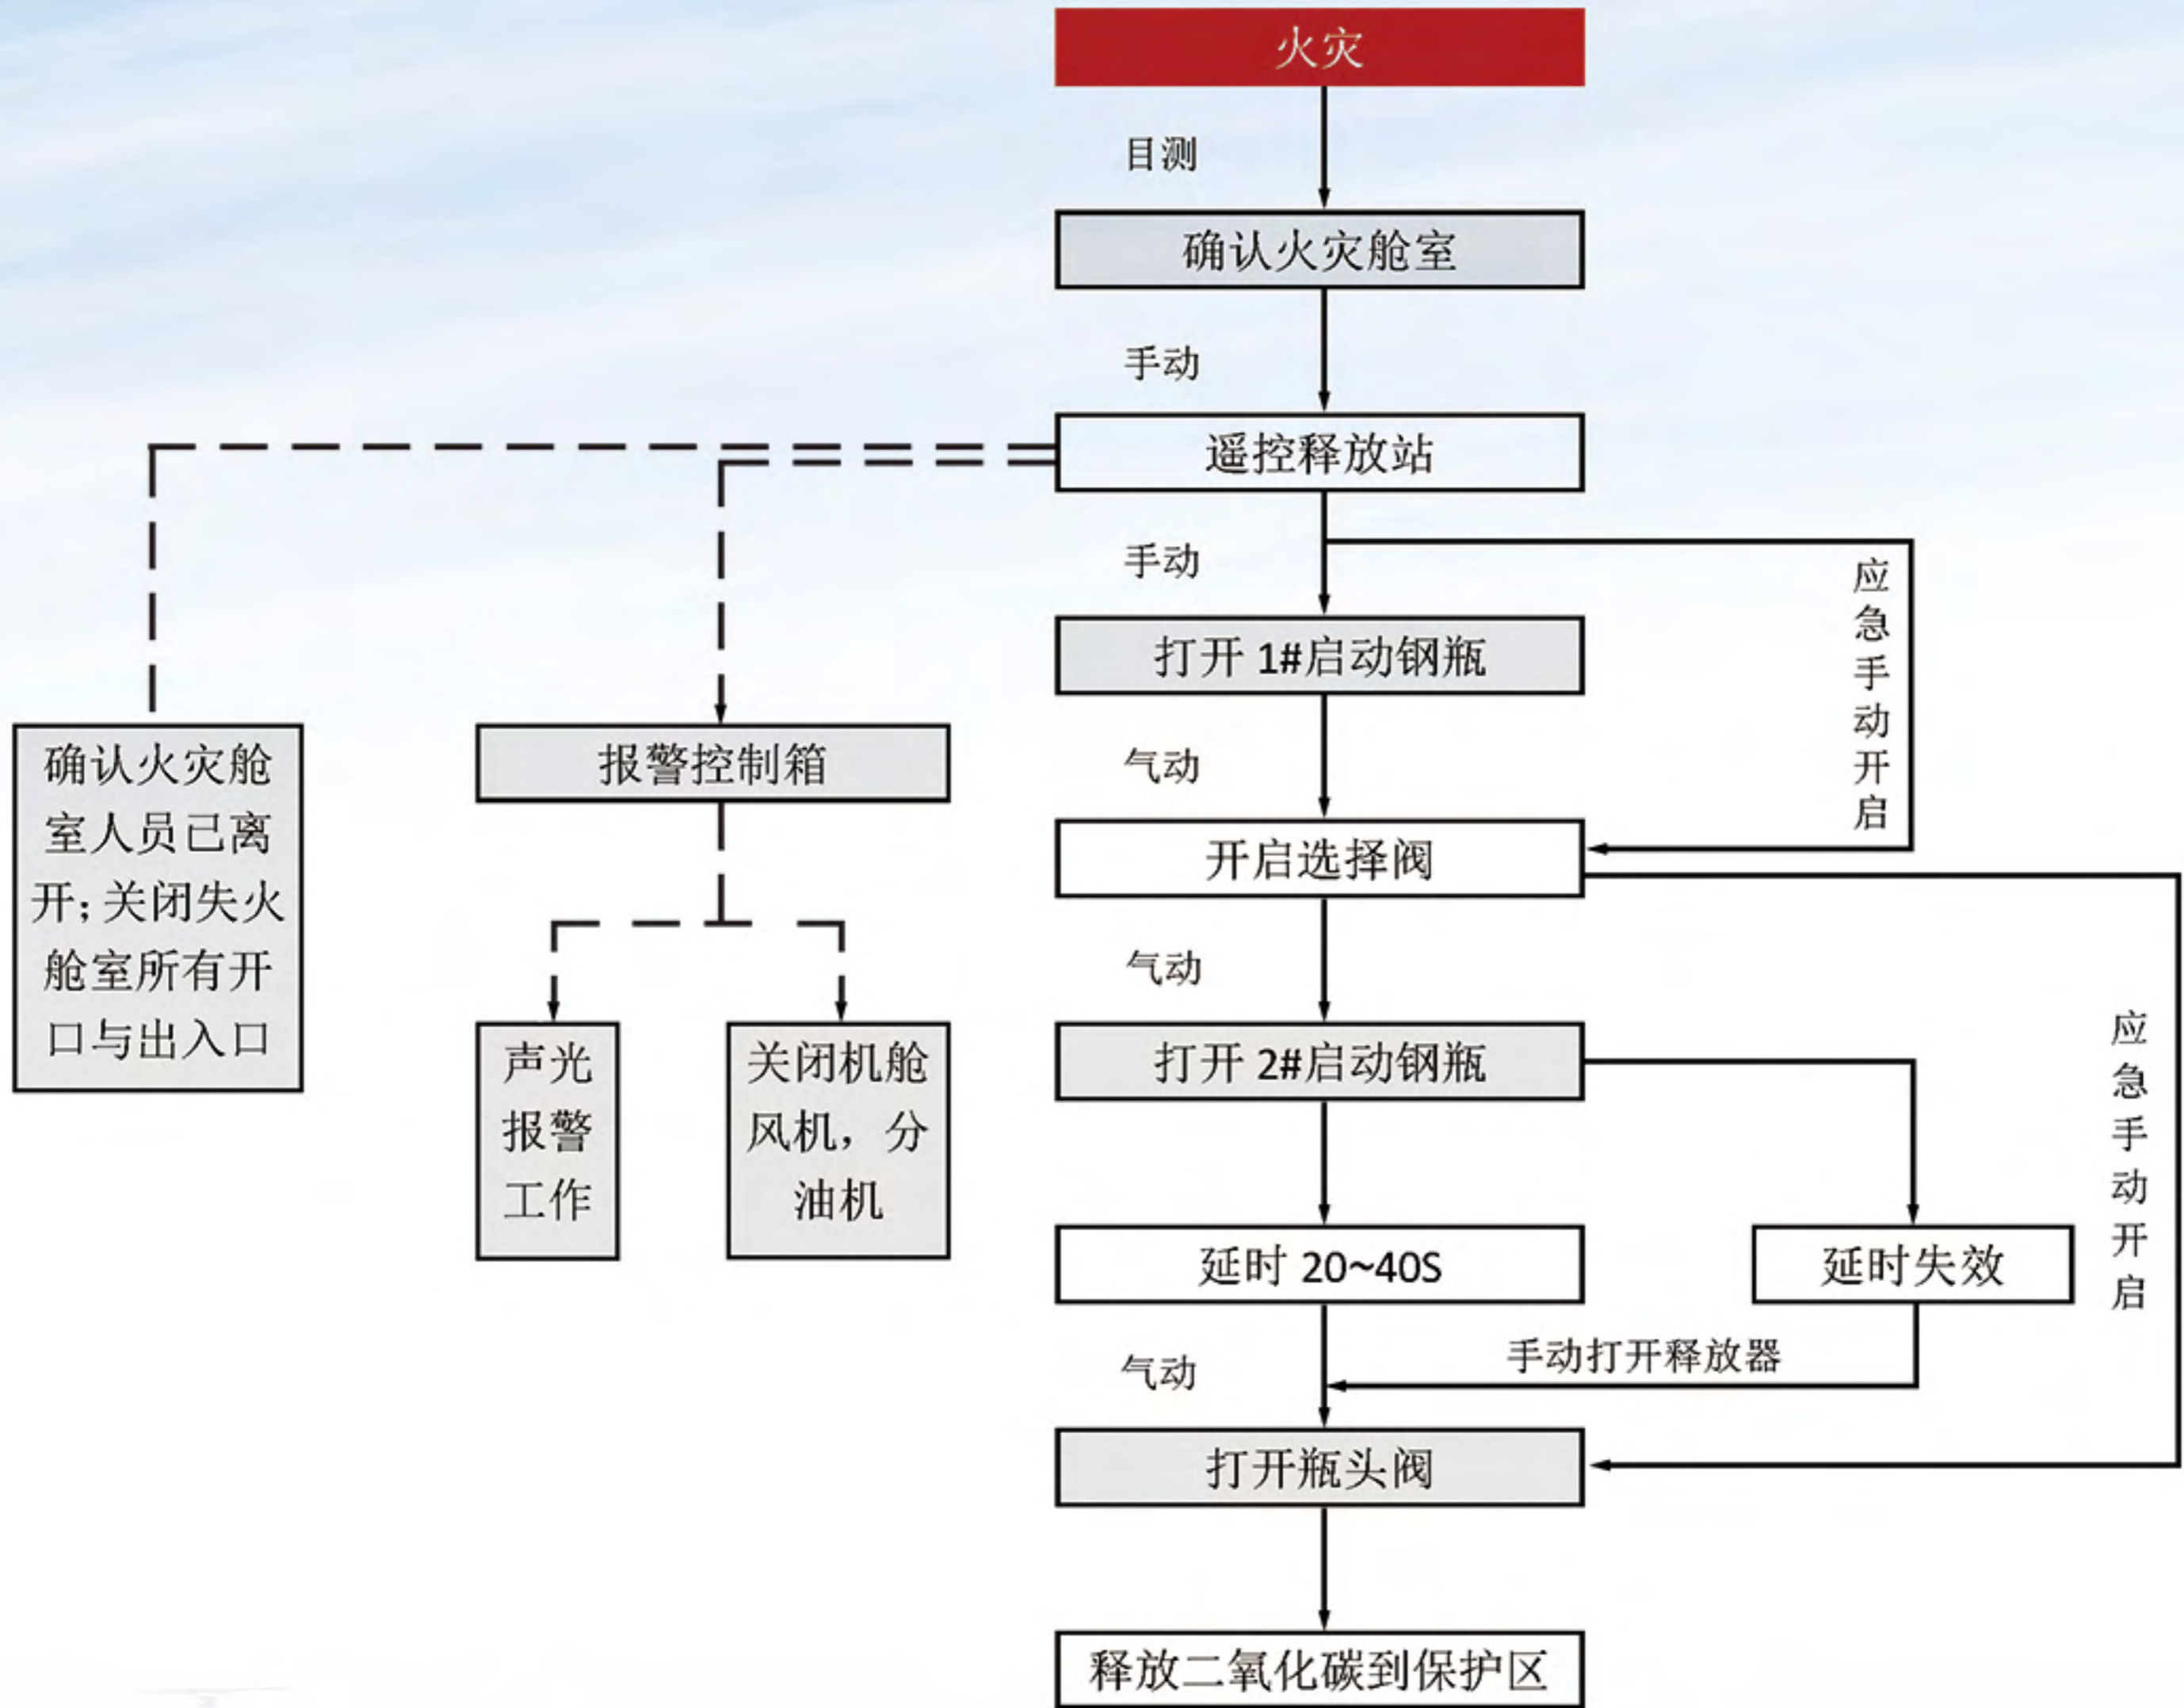 火灾
目测
确认火灾舱室
手动
遥控释放站
手动
应急手动开启
打开 1#启动钢瓶
气动
开启选择阀
确认火灾舱
室人员已离
开；关闭失火
舱室所有开
口与出入口
报警控制箱
声光
报警
工作
关闭机舱
风机，分
油机
气动
打开 2#启动钢瓶
应急手动开启
延时 20~40S
延时失效
手动打开释放器
气动
打开瓶头阀
释放二氧化碳到保护区